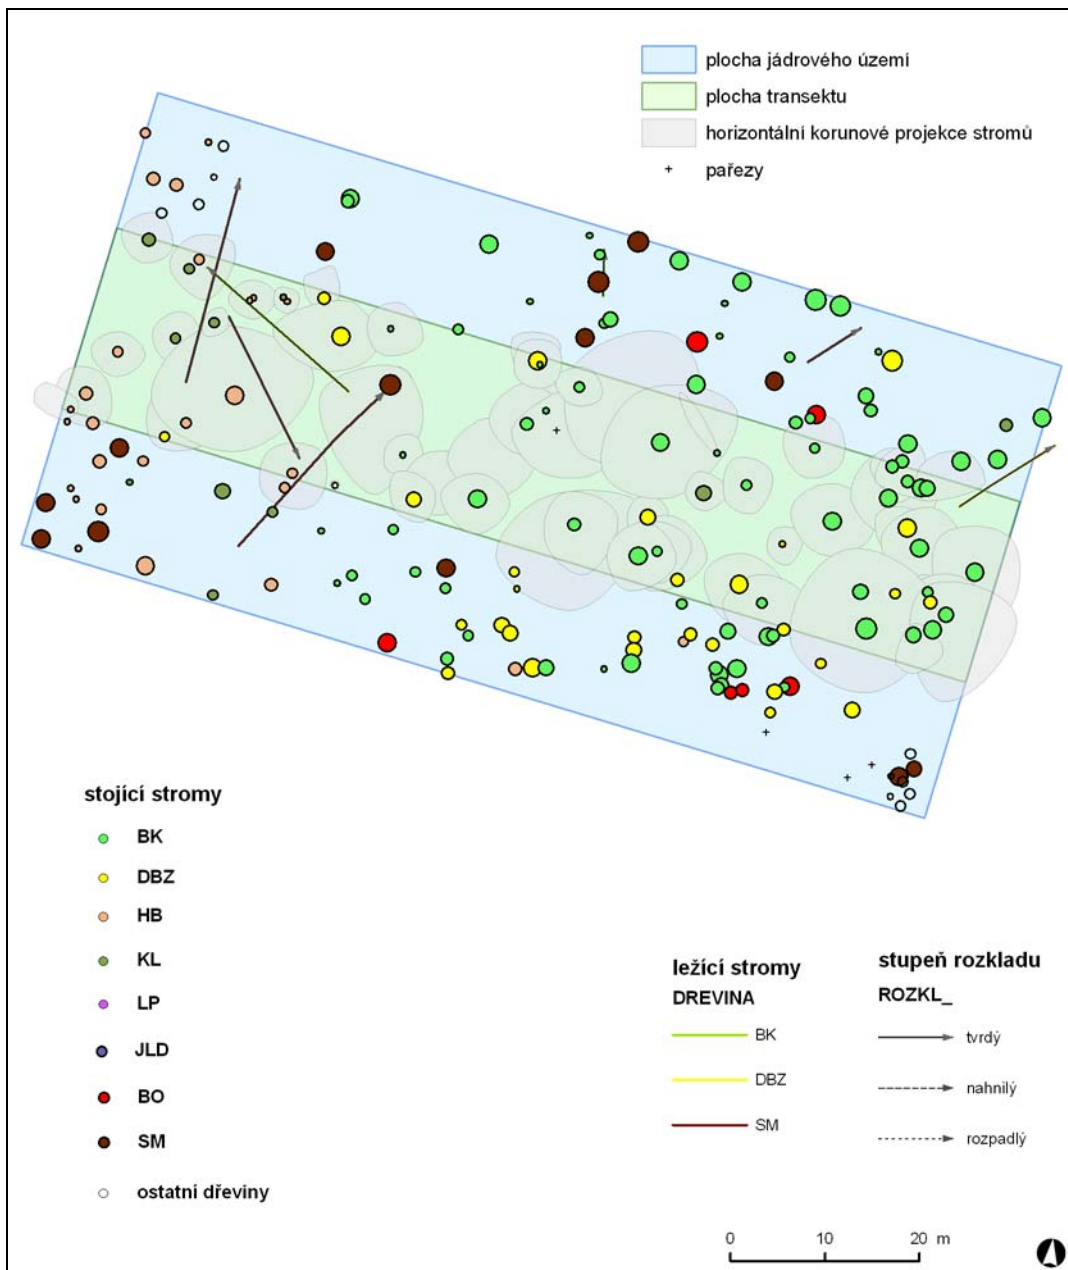 plocha jádrového území
plocha transektu
horizontální korunové projekce stromů
pařezy
stojící stromy
BK
DBZ
HB
KL
LP
JLD
BO
SM
ostatní dřeviny
ležící stromy
DREVINA
BK
DBZ
SM
stupeň rozkladu
ROZKL_
tvrdý
nahnilý
rozpadlý
0 10 20 m